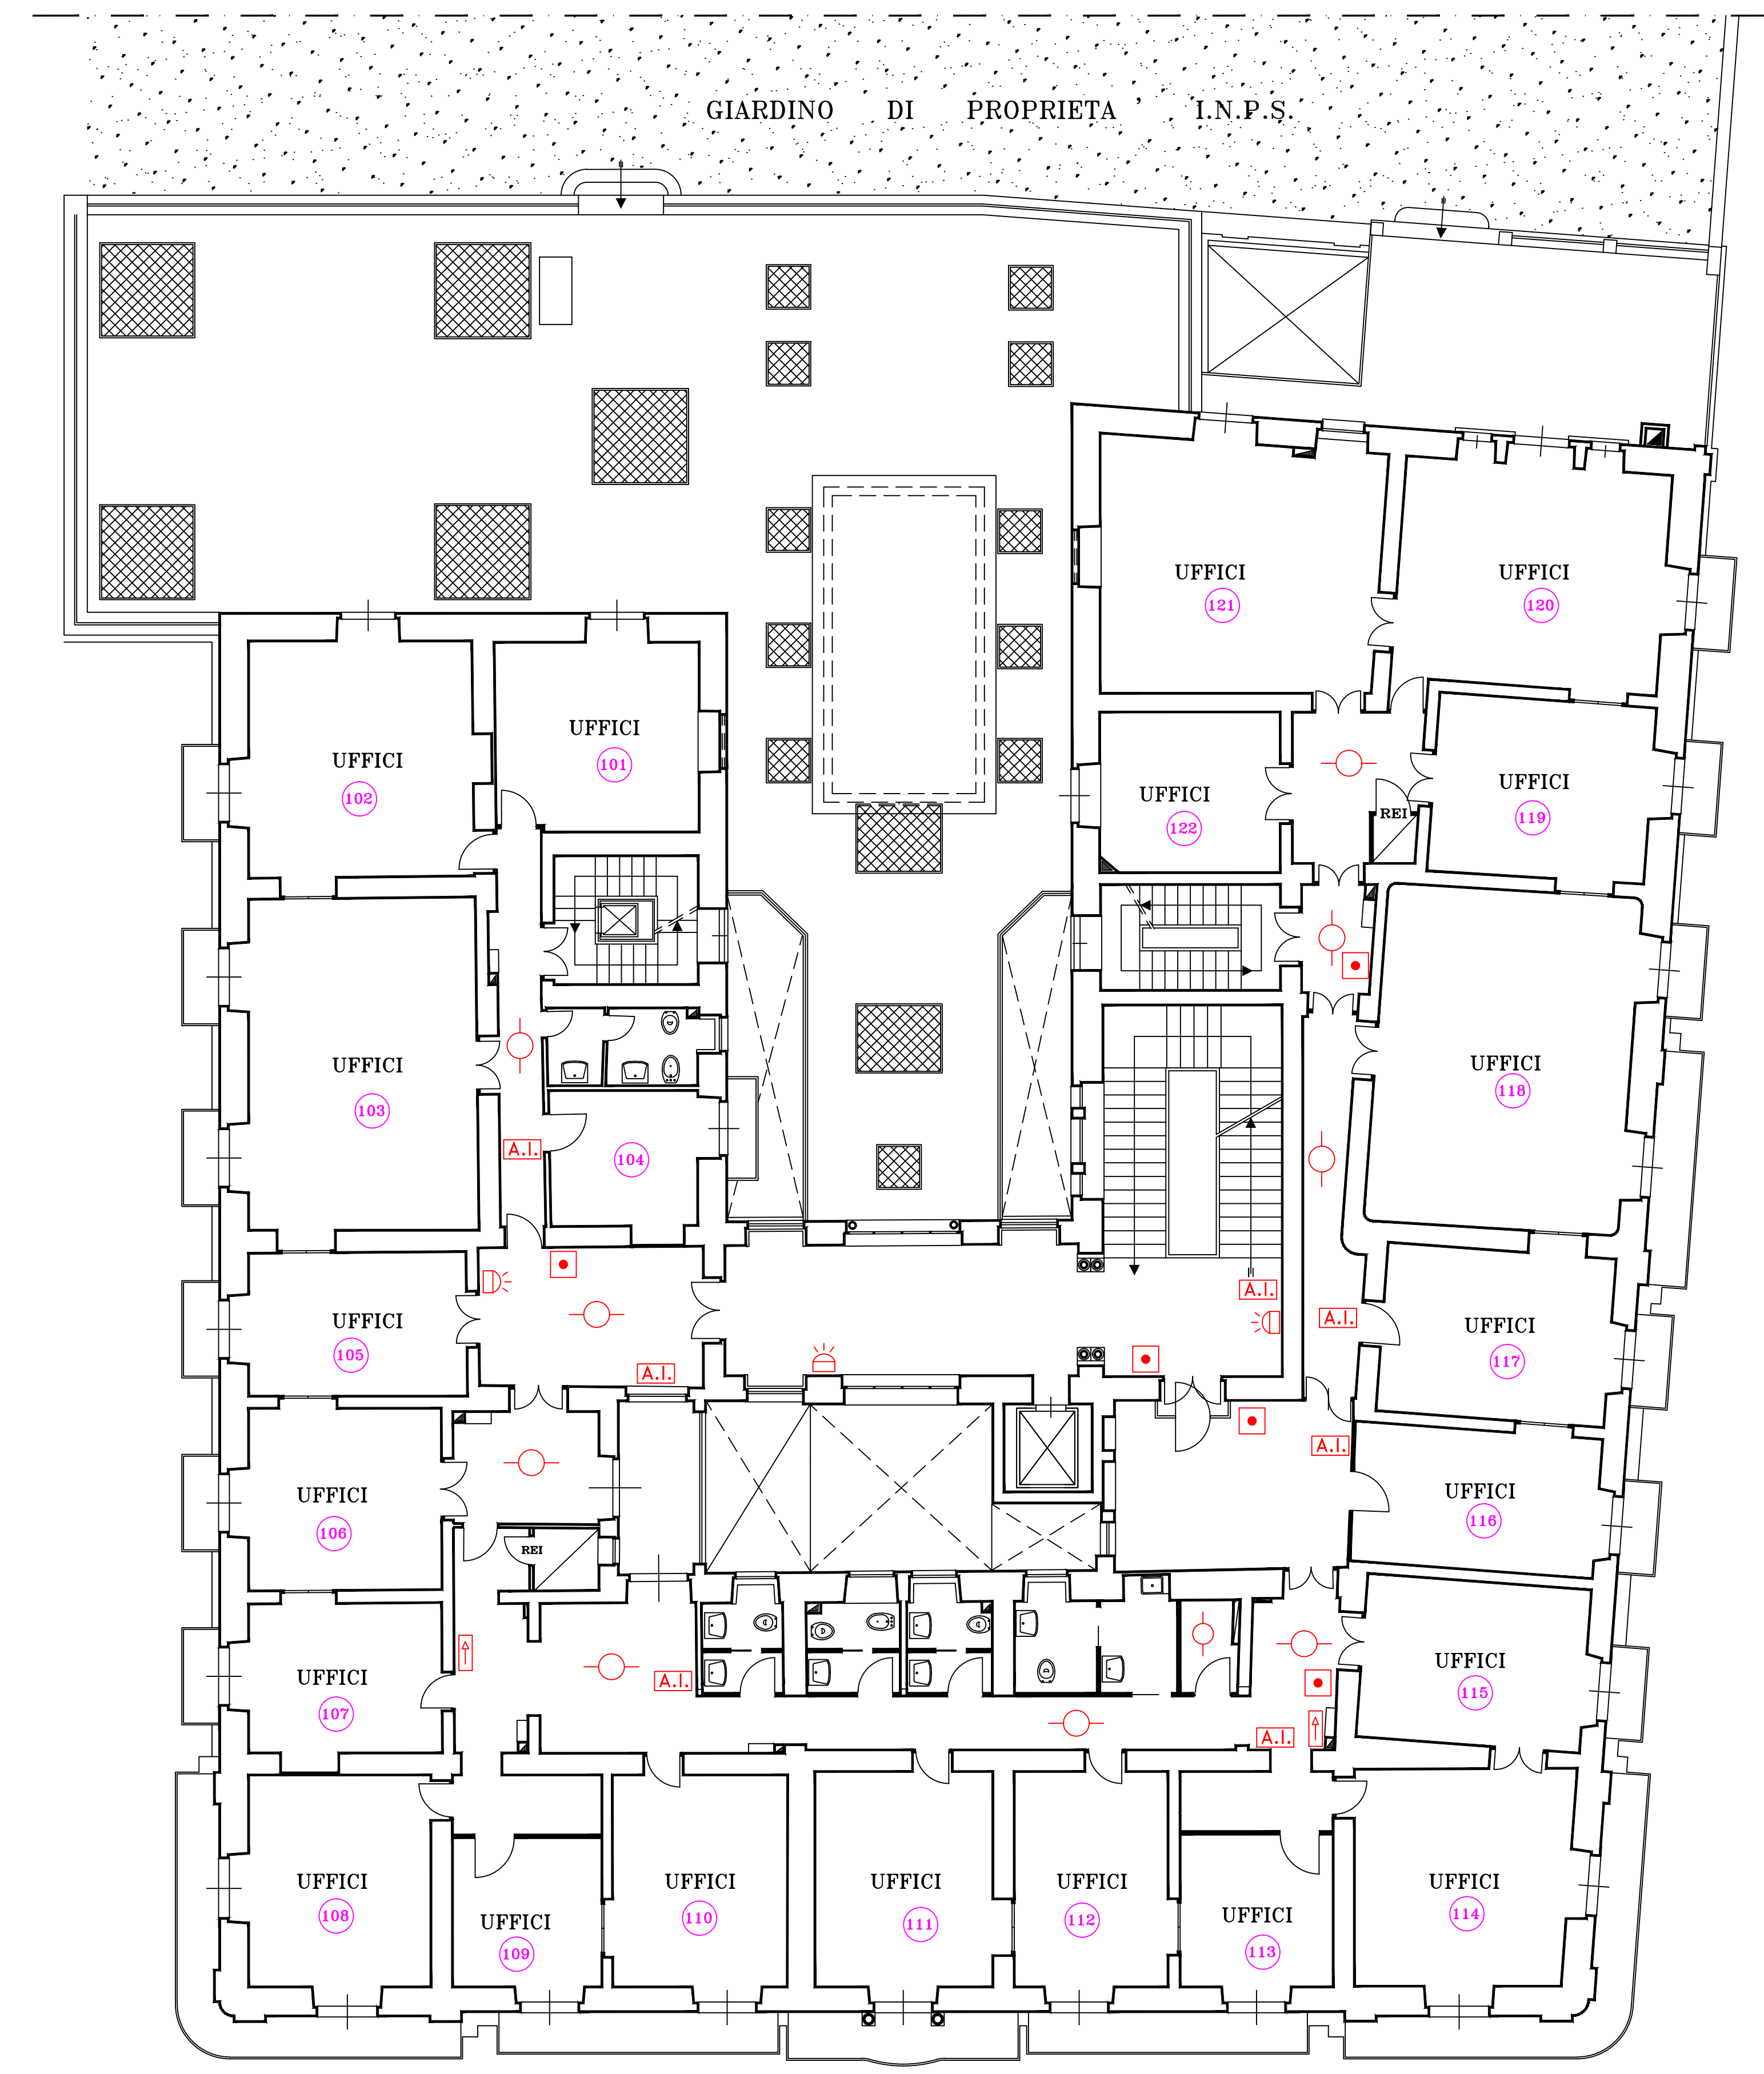 GIARDINO DI PROPRIETA' I.N.P.S.
UFFICI
121
UFFICI
120
UFFICI
101
UFFICI
102
UFFICI
122
REI
UFFICI
119
UFFICI
103
UFFICI
118
A.I.
104
A.I.
A.I.
UFFICI
105
UFFICI
117
A.I.
A.I.
UFFICI
106
UFFICI
116
REI
UFFICI
107
A.I.
UFFICI
115
A.I.
UFFICI
108
UFFICI
109
UFFICI
110
UFFICI
111
UFFICI
112
UFFICI
113
UFFICI
114